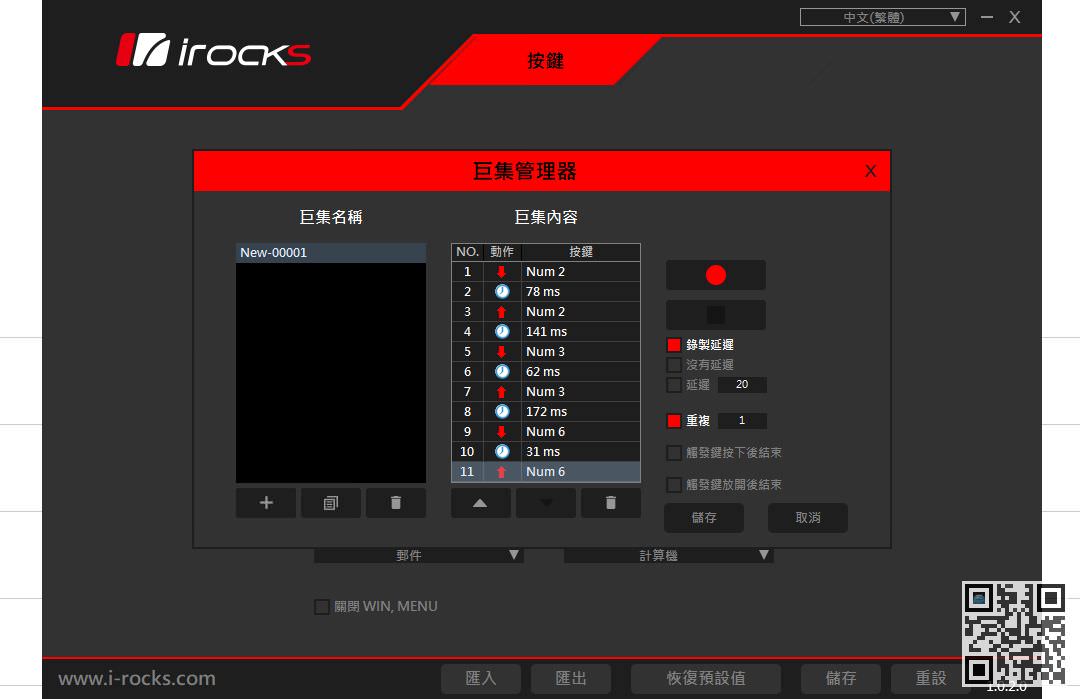 中文(繁體)
X
irocks
按鍵
巨集管理器
X
巨集名稱
巨集內容
New-00001
NO. 動作 按鍵
1 Num 2
2 78 ms
3 Num 2
4 141 ms
5 Num 3
6 62 ms
7 Num 3
8 172 ms
9 Num 6
10 31 ms
11 Num 6
錄製延遲
沒有延遲
延遲 20
重複 1
觸發鍵按下後結束
觸發鍵放開後結束
儲存
取消
郵件
計算機
關閉 WIN, MENU
www.i-rocks.com
匯入
匯出
恢復預設值
儲存
重設
1.0.2.0